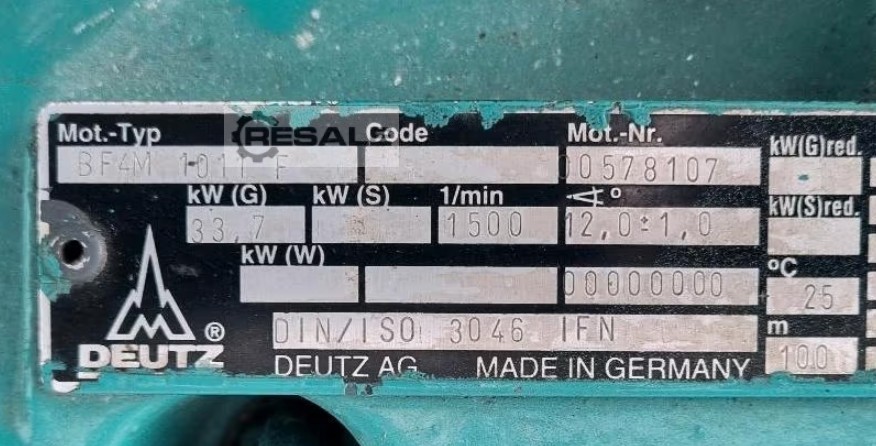 Mot.-Typ Code Mot.-Nr. kW(G)red.
BF4M 1011 F 00578107 -
kW (G) kW (S) 1/min ∢° kW(S)red.
33,7 1500 12,0±1,0
kW (W) °C
00000000 25
DIN/ISO 3046 IFN m
100
DEUTZ ®
DEUTZ AG MADE IN GERMANY
RESALE